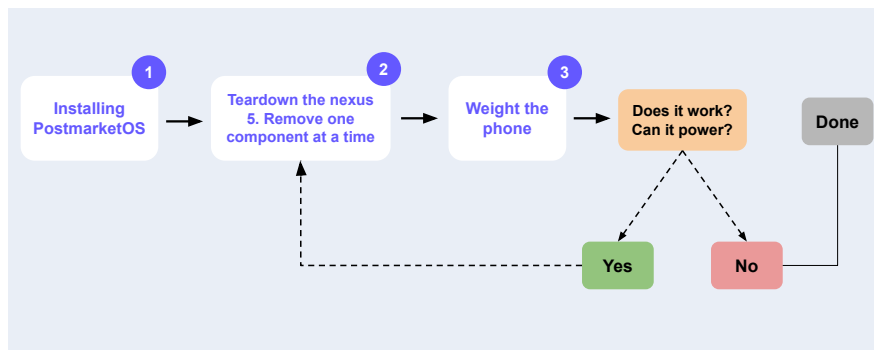 1
Installing
PostmarketOS
2
Teardown the nexus
5. Remove one
component at a time
3
Weight the
phone
Does it work?
Can it power?
Done
Yes
No